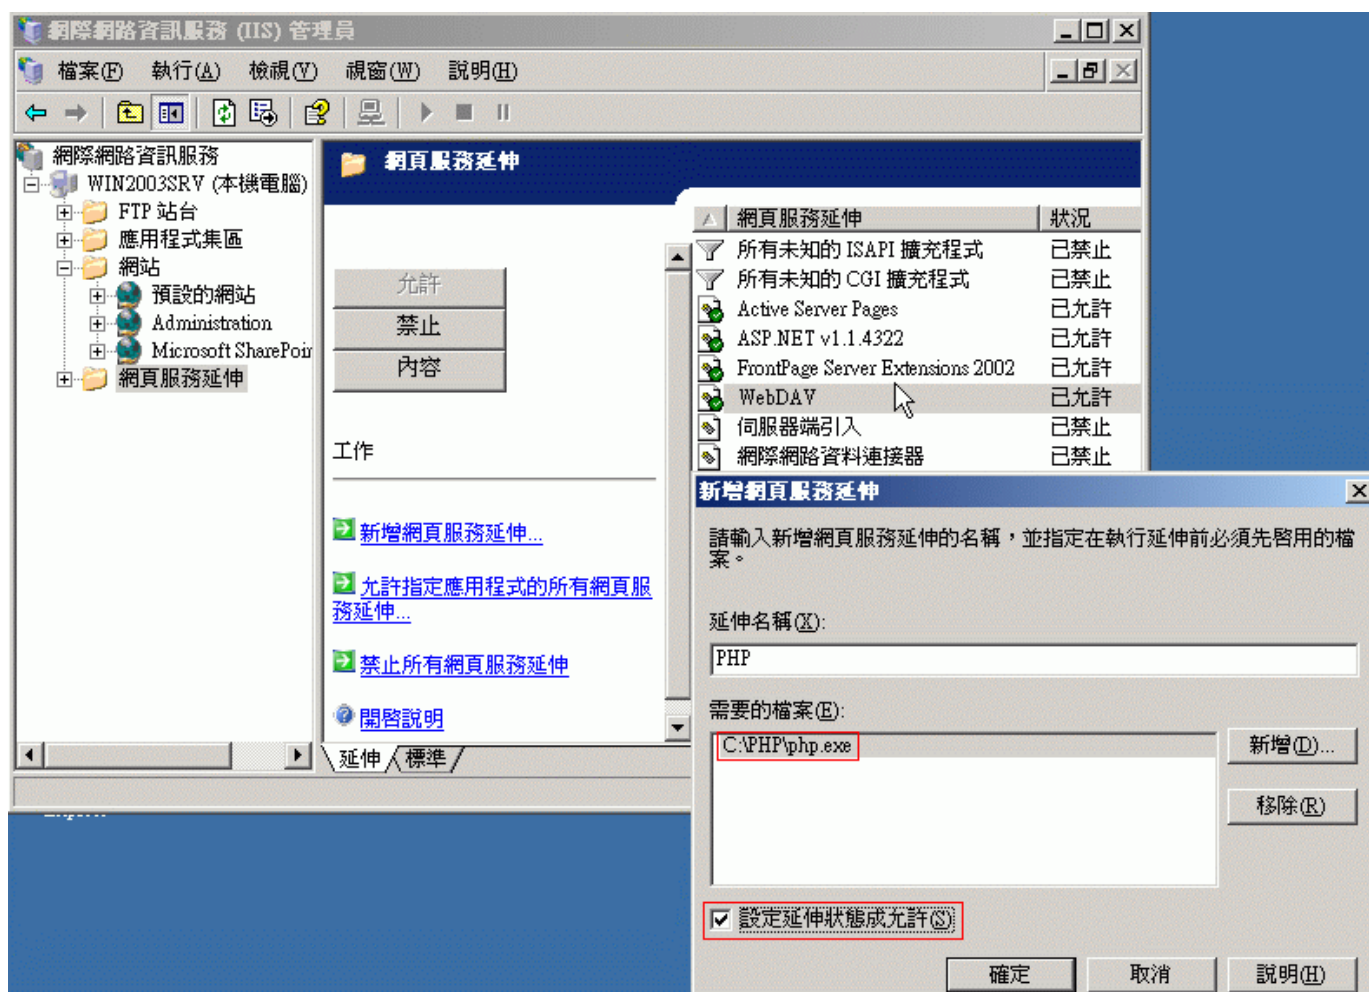 網際網路資訊服務 (IIS) 管理員
檔案(F) 執行(A) 檢視(V) 視窗(W) 說明(H)
網際網路資訊服務
WIN2003SRV (本機電腦)
FTP 站台
應用程式集區
網站
預設的網站
Administration
Microsoft SharePoin
網頁服務延伸
網頁服務延伸
允許
禁止
內容
工作
新增網頁服務延伸...
允許指定應用程式的所有網頁服
務延伸...
禁止所有網頁服務延伸
開啓說明
延伸 標準
網頁服務延伸 狀況
所有未知的 ISAPI 擴充程式 已禁止
所有未知的 CGI 擴充程式 已禁止
Active Server Pages 已允許
ASP.NET v1.1.4322 已允許
FrontPage Server Extensions 2002 已允許
WebDAV 已允許
伺服器端引入 已禁止
網際網路資料連接器 已禁止
新增網頁服務延伸
請輸入新增網頁服務延伸的名稱，並指定在執行延伸前必須先啓用的檔
案。
延伸名稱(X):
PHP
需要的檔案(E):
C:\PHP\php.exe
新增(D)...
移除(R)
設定延伸狀態成允許(S)
確定 取消 說明(H)